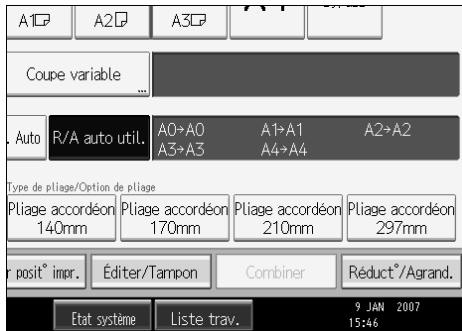 A1 A2 A3
Coupe variable
...
. Auto R/A auto util. A0→A0 A1→A1 A2→A2
A3→A3 A4→A4
Type de pliage/Option de pliage
Pliage accordéon Pliage accordéon Pliage accordéon Pliage accordéon
140mm 170mm 210mm 297mm
r posit° impr. Éditer/Tampon Combiner Réduct°/Agrand.
Etat système Liste trav. 9 JAN 2007
15:46